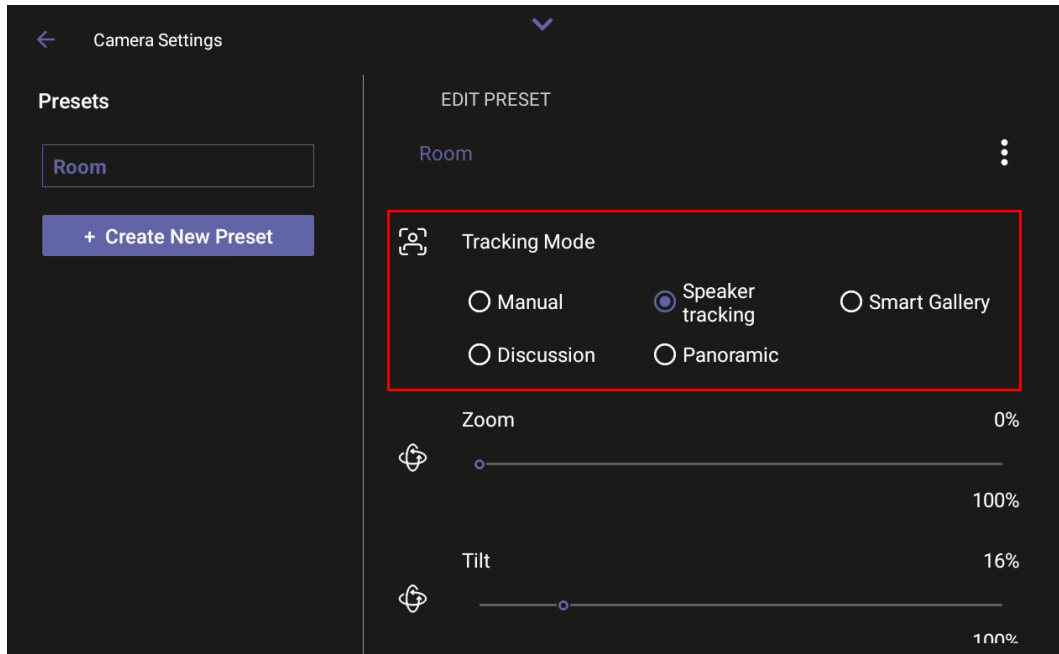 Camera Settings
Presets
Room
+ Create New Preset
EDIT PRESET
Room
Tracking Mode
Manual
Speaker
tracking
Smart Gallery
Discussion
Panoramic
Zoom
0%
100%
Tilt
16%
100%